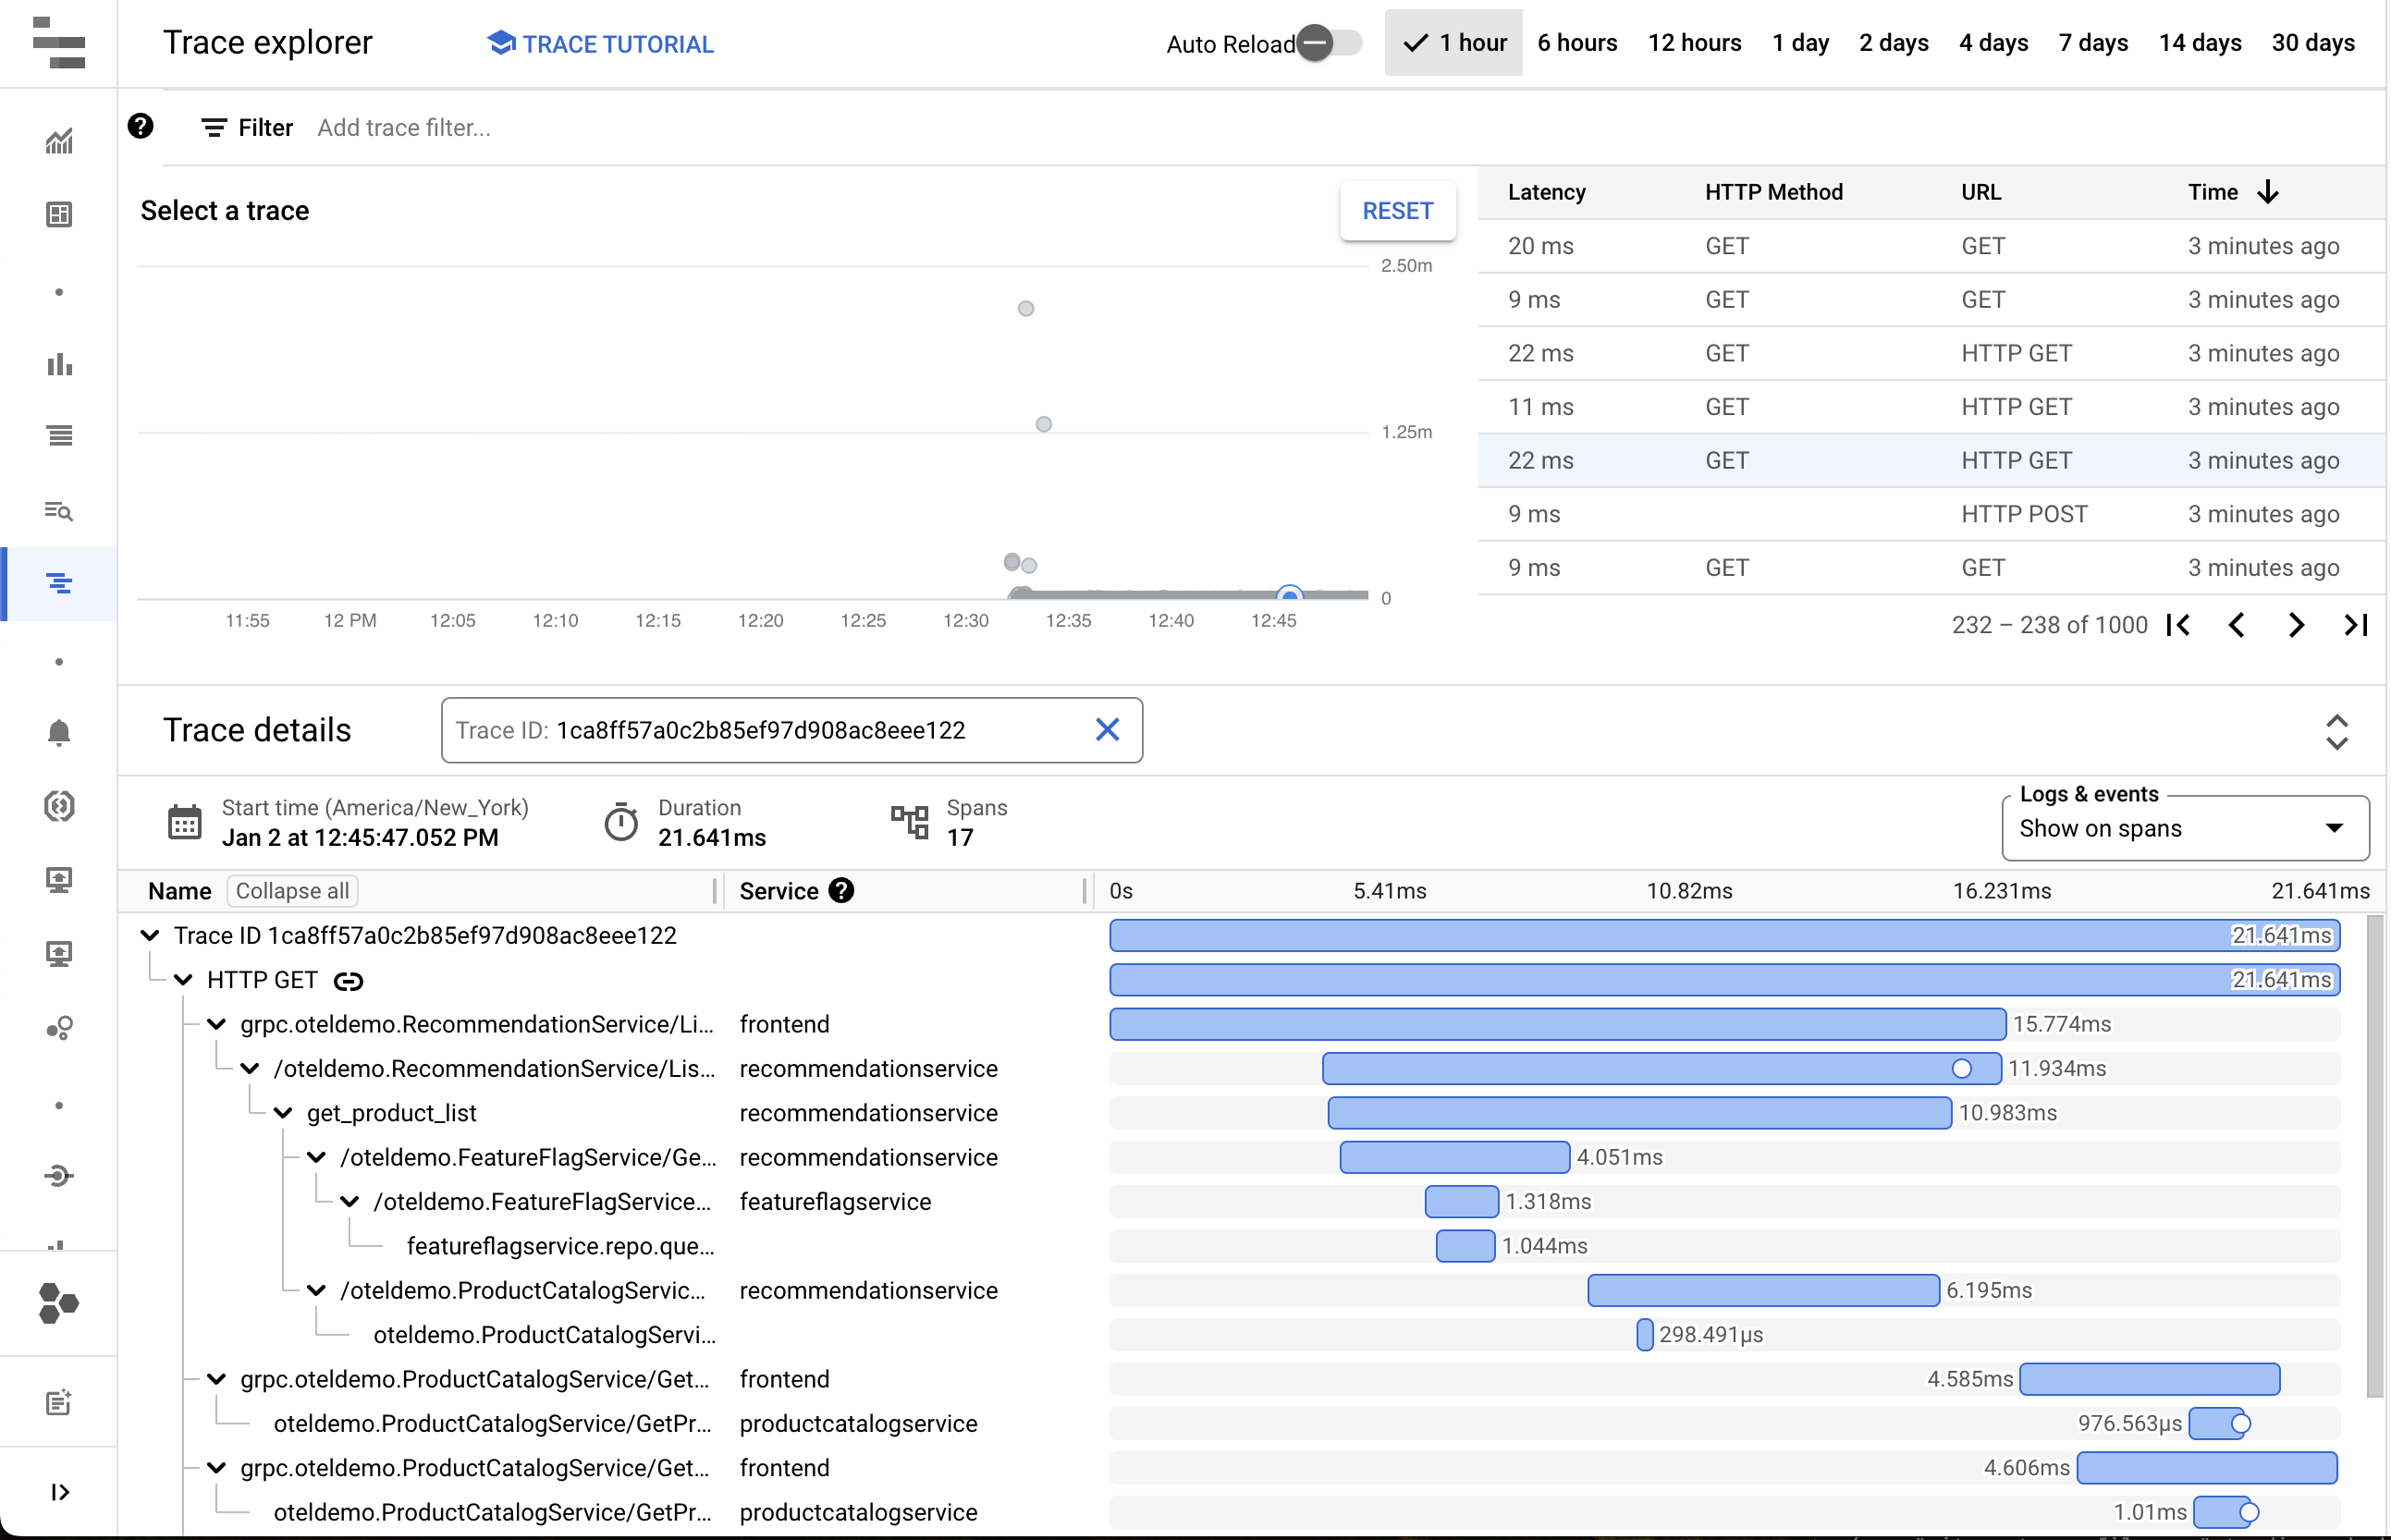 Trace explorer
TRACE TUTORIAL
Auto Reload
1 hour
6 hours
12 hours
1 day
2 days
4 days
7 days
14 days
30 days
Filter
Add trace filter...
Select a trace
RESET
2.50m
1.25m
0
11:55
12 PM
12:05
12:10
12:15
12:20
12:25
12:30
12:35
12:40
12:45
Latency HTTP Method URL Time
20 ms GET GET 3 minutes ago
9 ms GET GET 3 minutes ago
22 ms GET HTTP GET 3 minutes ago
11 ms GET HTTP GET 3 minutes ago
22 ms GET HTTP GET 3 minutes ago
9 ms HTTP POST 3 minutes ago
9 ms GET GET 3 minutes ago
232 – 238 of 1000
Trace details
Trace ID: 1ca8ff57a0c2b85ef97d908ac8eee122
Start time (America/New_York)
Jan 2 at 12:45:47.052 PM
Duration
21.641ms
Spans
17
Logs & events
Show on spans
Name Collapse all Service 0s 5.41ms 10.82ms 16.231ms 21.641ms
Trace ID 1ca8ff57a0c2b85ef97d908ac8eee122 21.641ms
HTTP GET 21.641ms
grpc.oteldemo.RecommendationService/Li... frontend 15.774ms
/oteldemo.RecommendationService/Lis... recommendationservice 11.934ms
get_product_list recommendationservice 10.983ms
/oteldemo.FeatureFlagService/Ge... recommendationservice 4.051ms
/oteldemo.FeatureFlagService... featureflagservice 1.318ms
featureflagservice.repo.que... 1.044ms
/oteldemo.ProductCatalogServic... recommendationservice 6.195ms
oteldemo.ProductCatalogServi... 298.491µs
grpc.oteldemo.ProductCatalogService/Get... frontend 4.585ms
oteldemo.ProductCatalogService/GetPr... productcatalogservice 976.563µs
grpc.oteldemo.ProductCatalogService/Get... frontend 4.606ms
oteldemo.ProductCatalogService/GetPr... productcatalogservice 1.01ms